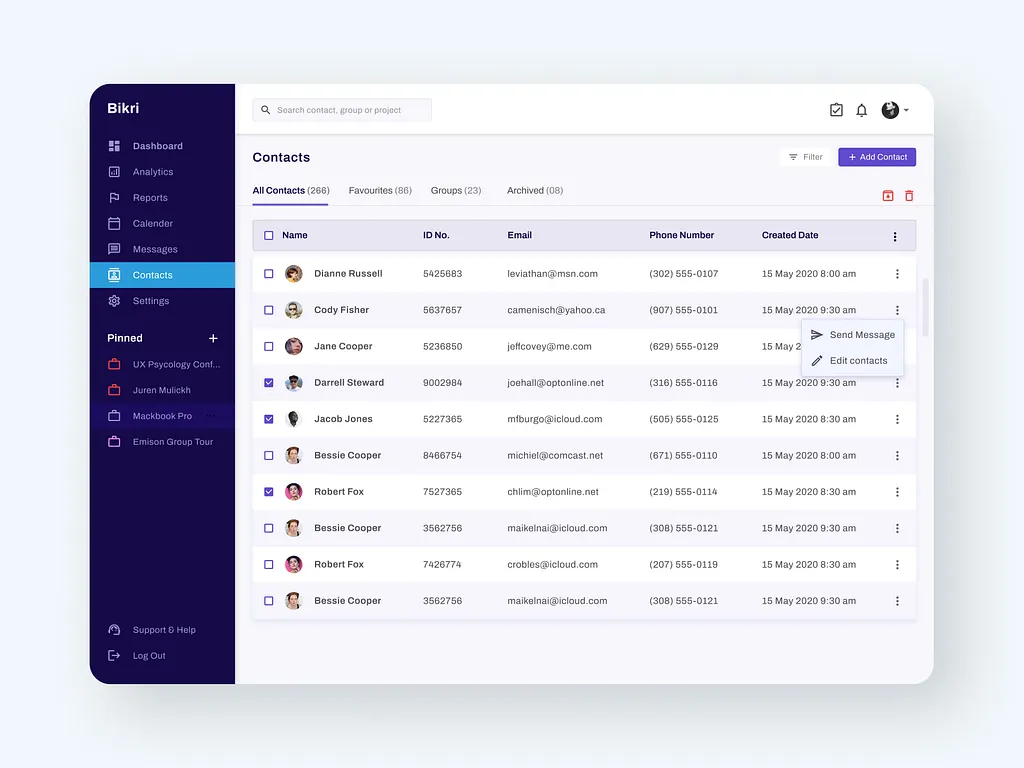 Bikri
Search contact, group or project
Dashboard
Analytics
Reports
Calender
Messages
Contacts
Settings
Pinned
UX Psycology Conf...
Juren Mulickh
Mackbook Pro ...
Emison Group Tour
Support & Help
Log Out
Contacts
Filter
+ Add Contact
All Contacts (266) Favourites (86) Groups (23) Archived (08)
Name ID No. Email Phone Number Created Date
Dianne Russell 5425683 leviathan@msn.com (302) 555-0107 15 May 2020 8:00 am
Cody Fisher 5637657 camenisch@yahoo.ca (907) 555-0101 15 May 2020 9:30 am
Send Message
Edit contacts
Jane Cooper 5236850 jeffcovey@me.com (629) 555-0129 15 May 2
Darrell Steward 9002984 joehall@optonline.net (316) 555-0116 15 May 2020 9:30 am
Jacob Jones 5227365 mfburgo@icloud.com (505) 555-0125 15 May 2020 9:30 am
Bessie Cooper 8466754 michiel@comcast.net (671) 555-0110 15 May 2020 8:00 am
Robert Fox 7527365 chlim@optonline.net (219) 555-0114 15 May 2020 8:30 am
Bessie Cooper 3562756 maikelnai@icloud.com (308) 555-0121 15 May 2020 9:30 am
Robert Fox 7426774 crobles@icloud.com (207) 555-0119 15 May 2020 8:30 am
Bessie Cooper 3562756 maikelnai@icloud.com (308) 555-0121 15 May 2020 9:30 am